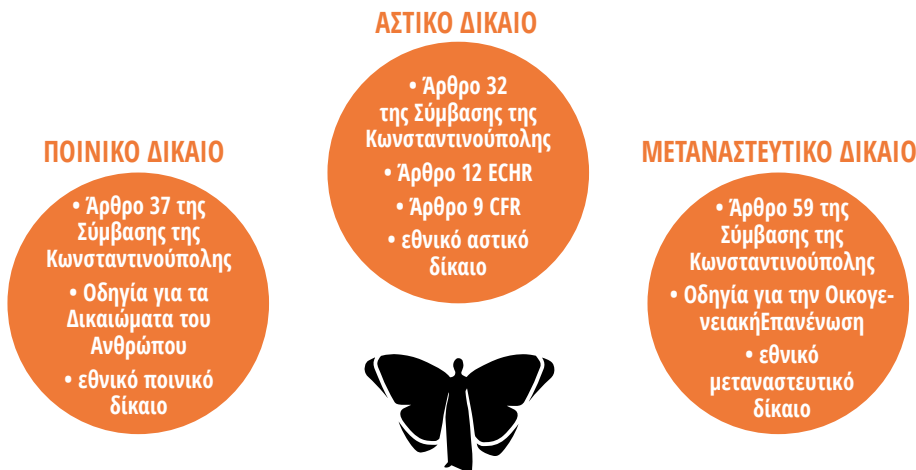 ΑΣΤΙΚΟ ΔΙΚΑΙΟ
• Άρθρο 32
της Σύμβασης της
Κωνσταντινούπολης
• Άρθρο 12 ECHR
• Άρθρο 9 CFR
• εθνικό αστικό
δίκαιο
ΠΟΙΝΙΚΟ ΔΙΚΑΙΟ
• Άρθρο 37 της
Σύμβασης της
Κωνσταντινούπολης
• Οδηγία για τα
Δικαιώματα του
Ανθρώπου
• εθνικό ποινικό
δίκαιο
ΜΕΤΑΝΑΣΤΕΥΤΙΚΟ ΔΙΚΑΙΟ
• Άρθρο 59 της
Σύμβασης της
Κωνσταντινούπολης
• Οδηγία για την Οικογε-
νειακήΕπανένωση
• εθνικό
μεταναστευτικό
δίκαιο